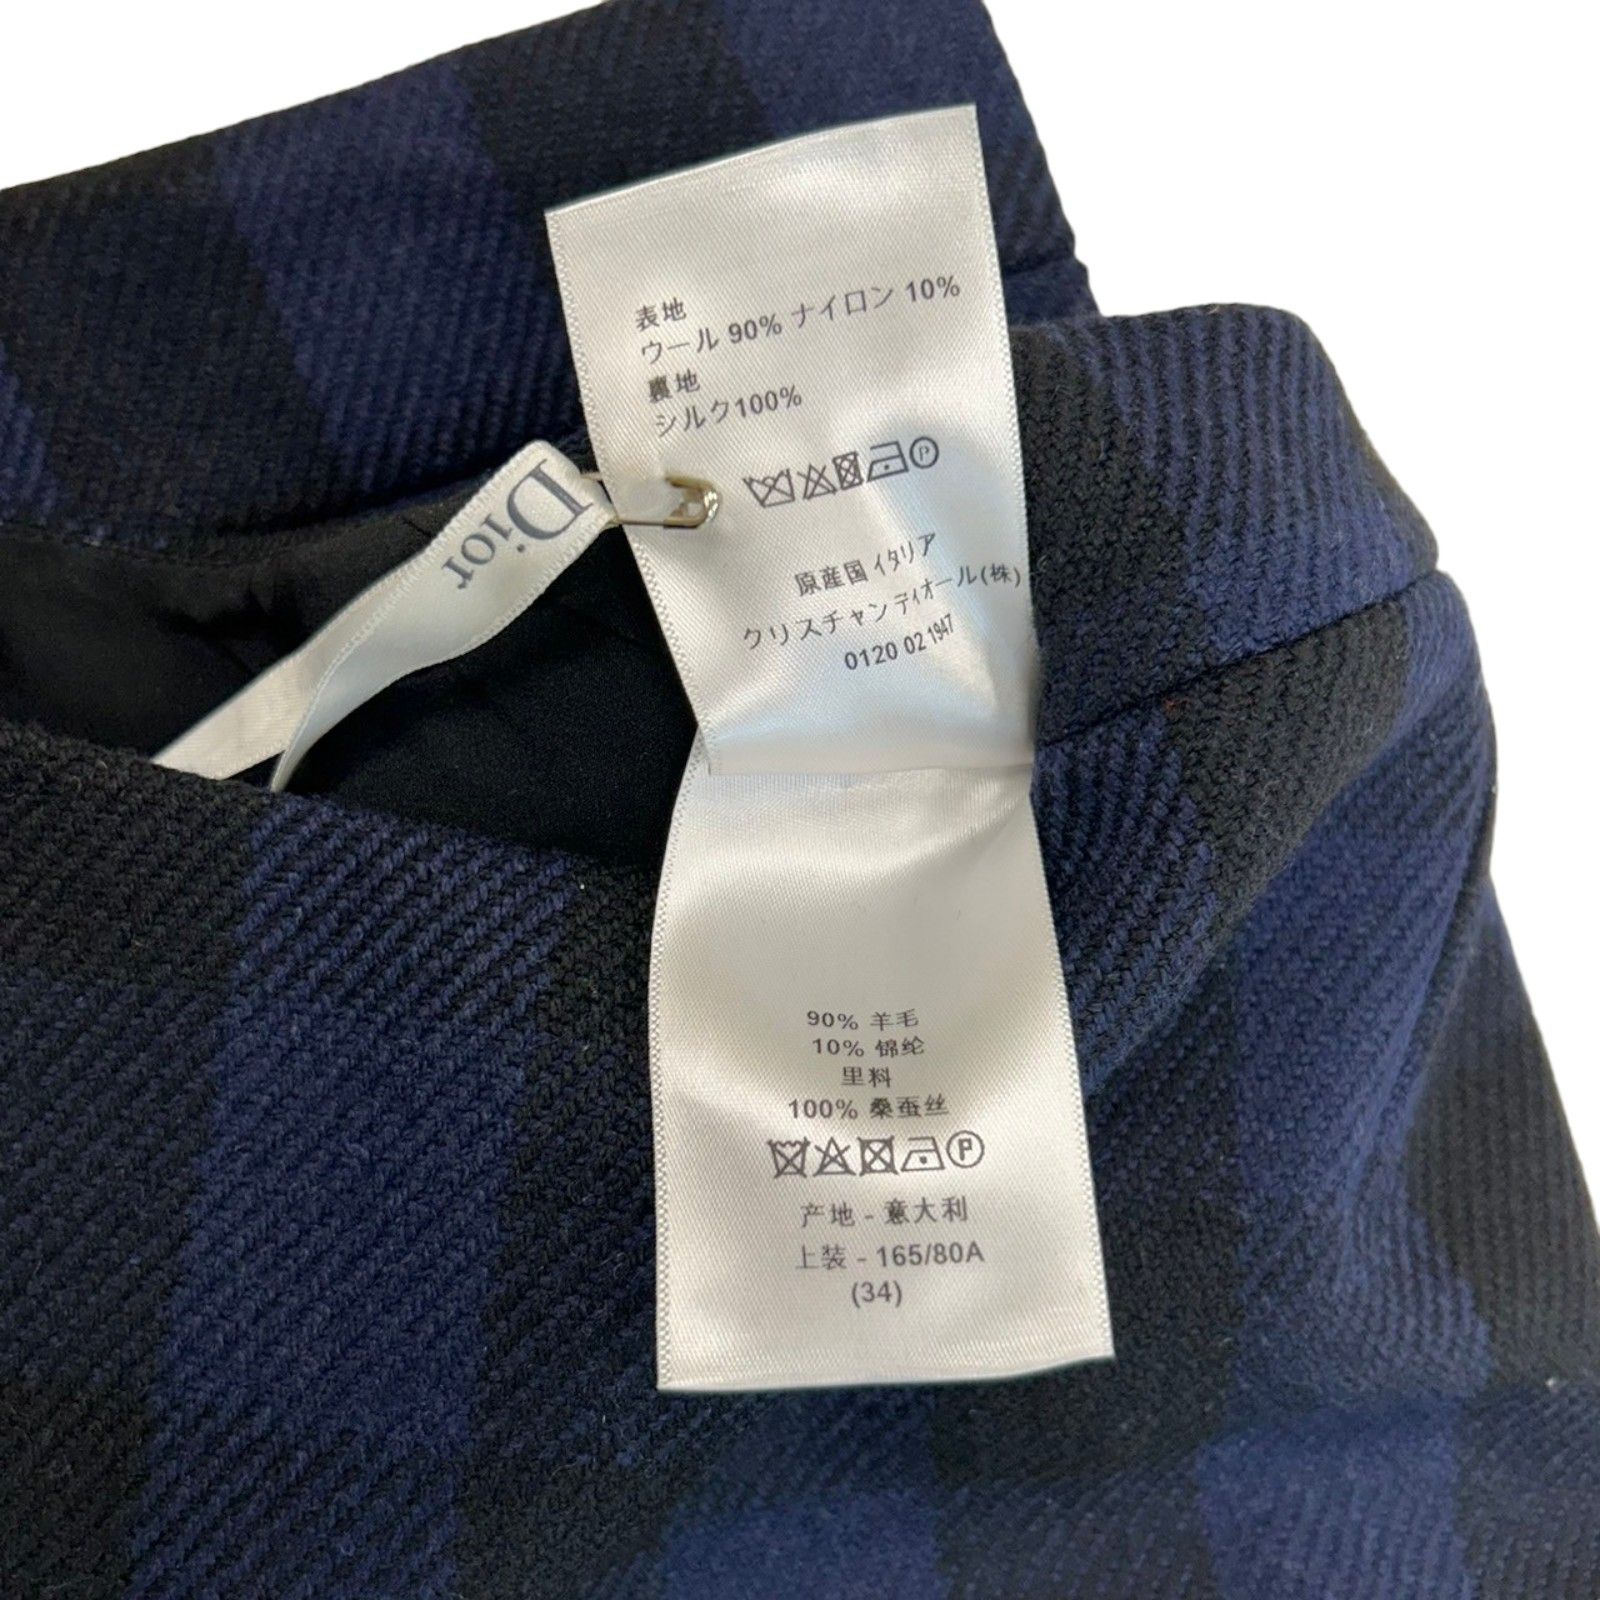 表地
ウール 90% ナイロン 10%
裏地
シルク100%
P
原産国 イタリア
クリスチャン ディオール(株)
0120 02 1947
Dior
90% 羊毛
10% 锦纶
里料
100% 桑蚕丝
P
产地 - 意大利
上装 - 165/80A
(34)